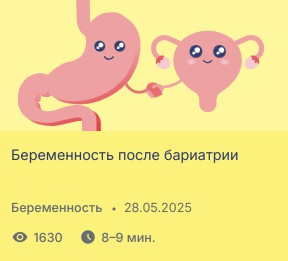 Беременность после бариатрии
Беременность • 28.05.2025
1630 8–9 мин.